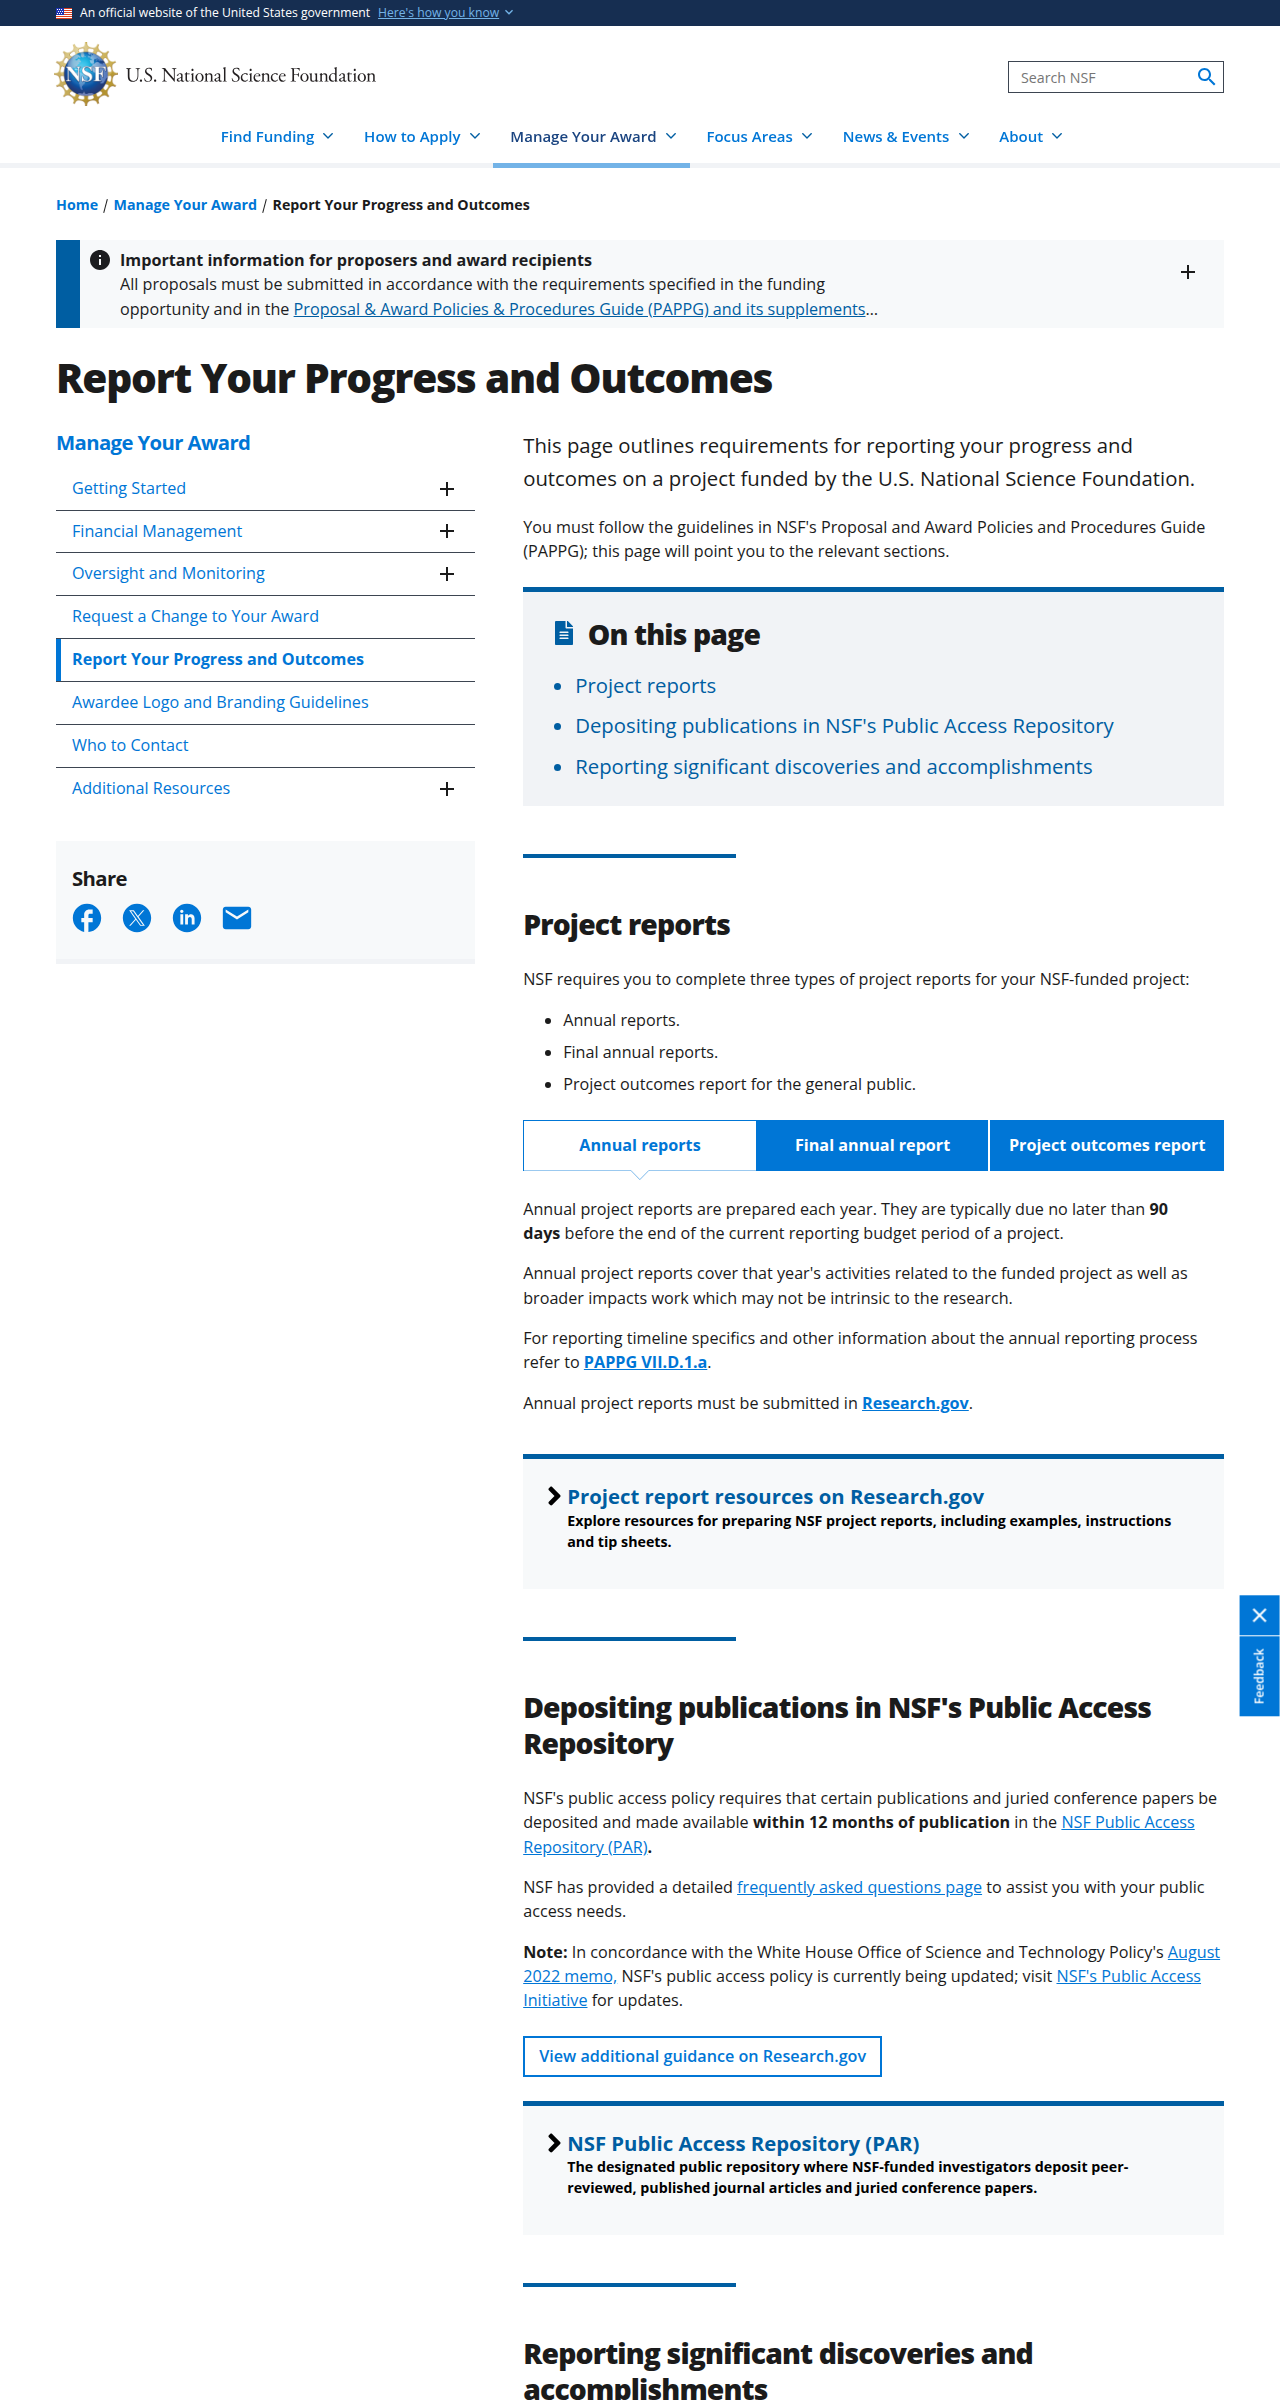 An official website of the United States government Here's how you know
NSF U.S. National Science Foundation
Search NSF
Find Funding How to Apply Manage Your Award Focus Areas News & Events About
Home / Manage Your Award / Report Your Progress and Outcomes
Important information for proposers and award recipients
All proposals must be submitted in accordance with the requirements specified in the funding
opportunity and in the Proposal & Award Policies & Procedures Guide (PAPPG) and its supplements...
Report Your Progress and Outcomes
Manage Your Award
Getting Started
Financial Management
Oversight and Monitoring
Request a Change to Your Award
Report Your Progress and Outcomes
Awardee Logo and Branding Guidelines
Who to Contact
Additional Resources
Share
This page outlines requirements for reporting your progress and
outcomes on a project funded by the U.S. National Science Foundation.
You must follow the guidelines in NSF's Proposal and Award Policies and Procedures Guide
(PAPPG); this page will point you to the relevant sections.
On this page
• Project reports
• Depositing publications in NSF's Public Access Repository
• Reporting significant discoveries and accomplishments
Project reports
NSF requires you to complete three types of project reports for your NSF-funded project:
• Annual reports.
• Final annual reports.
• Project outcomes report for the general public.
Annual reports Final annual report Project outcomes report
Annual project reports are prepared each year. They are typically due no later than 90
days before the end of the current reporting budget period of a project.
Annual project reports cover that year's activities related to the funded project as well as
broader impacts work which may not be intrinsic to the research.
For reporting timeline specifics and other information about the annual reporting process
refer to PAPPG VII.D.1.a.
Annual project reports must be submitted in Research.gov.
Project report resources on Research.gov
Explore resources for preparing NSF project reports, including examples, instructions
and tip sheets.
Feedback
Depositing publications in NSF's Public Access
Repository
NSF's public access policy requires that certain publications and juried conference papers be
deposited and made available within 12 months of publication in the NSF Public Access
Repository (PAR).
NSF has provided a detailed frequently asked questions page to assist you with your public
access needs.
Note: In concordance with the White House Office of Science and Technology Policy's August
2022 memo, NSF's public access policy is currently being updated; visit NSF's Public Access
Initiative for updates.
View additional guidance on Research.gov
NSF Public Access Repository (PAR)
The designated public repository where NSF-funded investigators deposit peer-
reviewed, published journal articles and juried conference papers.
Reporting significant discoveries and
accomplishments